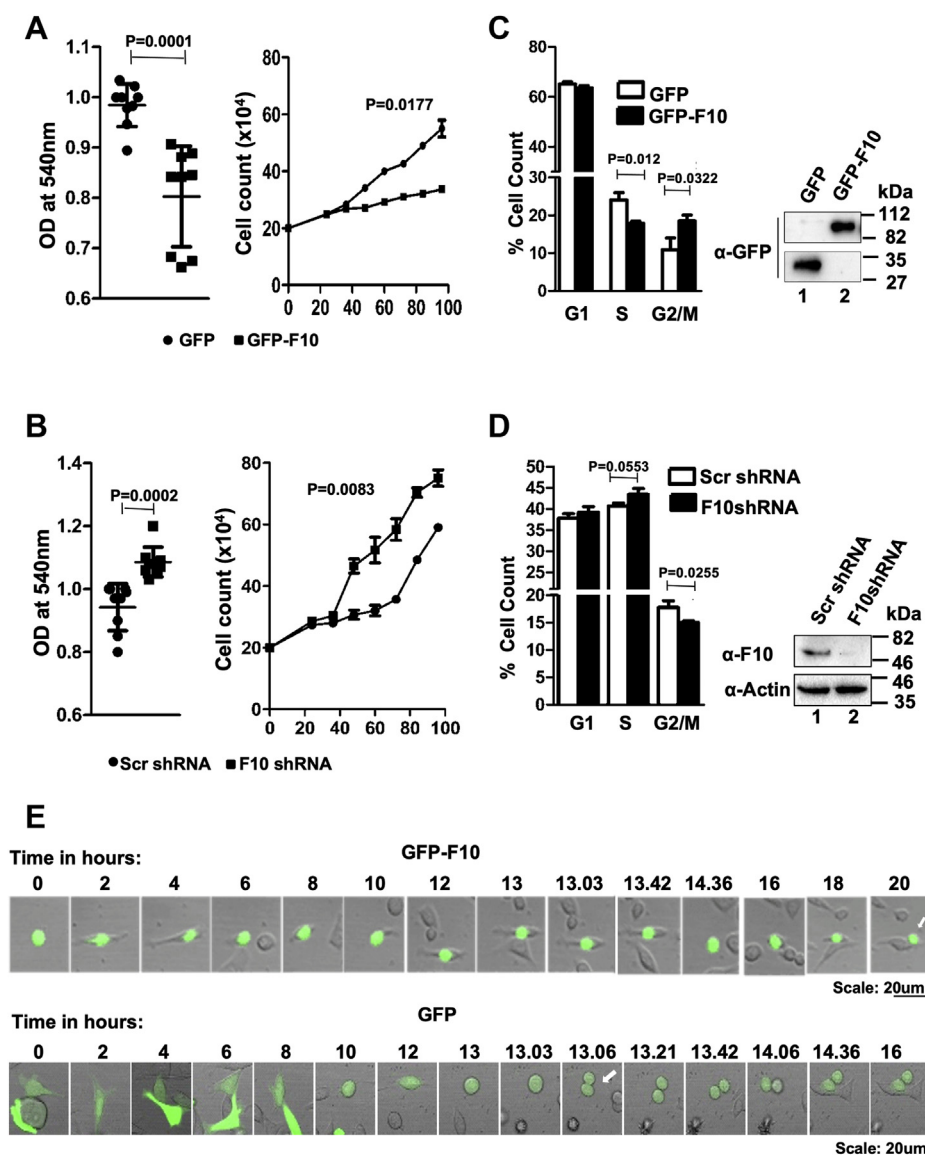 A
P=0.0001
1.1
1.0
0.9
0.8
0.7
0.6
OD at 540nm
80
60
40
20
0
Cell count (x10⁴)
P=0.0177
0 20 40 60 80 100
GFP GFP-F10
C
80
60
40
30
20
10
0
% Cell Count
GFP
GFP-F10
P=0.012
P=0.0322
G1 S G2/M
GFP GFP-F10
kDa
112
82
35
27
α-GFP
1 2
B
1.4
1.2
1.0
0.8
0.6
OD at 540nm
P=0.0002
80
60
40
20
0
Cell count (x10⁴)
P=0.0083
0 20 40 60 80 100
Scr shRNA F10 shRNA
D
50
45
40
35
30
25
20
15
10
5
0
% Cell Count
P=0.0553
Scr shRNA
F10shRNA
P=0.0255
G1 S G2/M
Scr shRNA F10shRNA
kDa
82
46
46
35
α-F10
α-Actin
1 2
E
Time in hours: GFP-F10
0 2 4 6 8 10 12 13 13.03 13.42 14.36 16 18 20
Scale: 20um
Time in hours: GFP
0 2 4 6 8 10 12 13 13.03 13.06 13.21 13.42 14.06 14.36 16
Scale: 20um